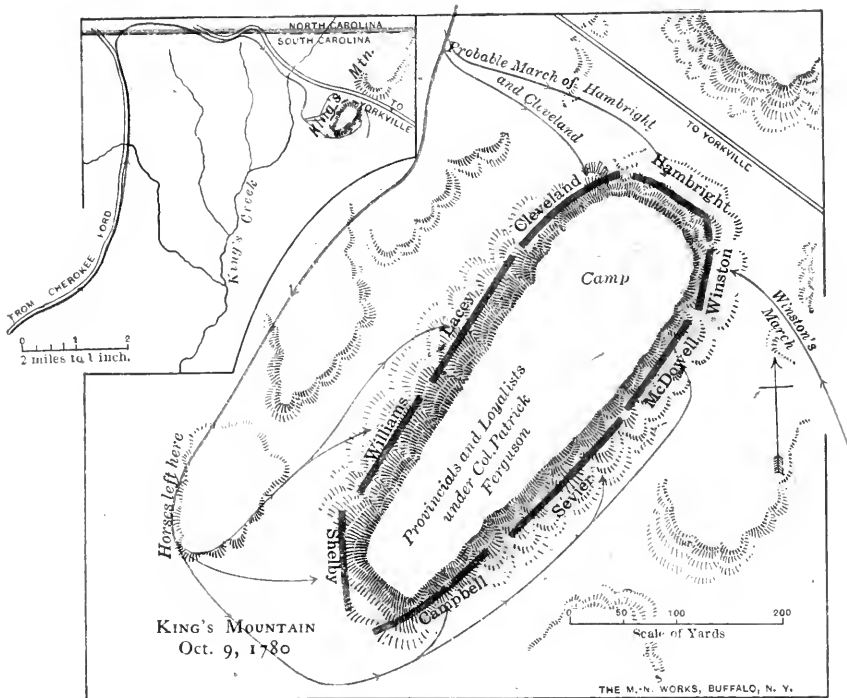 NORTH CAROLINA
SOUTH CAROLINA
King's Mtn.
TO YORKVILLE
King's Creek
FROM CHEROKEE FORD
0 1 2
2 miles to 1 inch.
Probable March of Hambright
and Cleveland
TO YORKVILLE
Cleveland
Hambright
Camp
Winston
Winston's
March
Lacey
McDowell
Williams
Provincials and Loyalists
under Col. Patrick
Ferguson
Sevier
Horses left here
Shelby
Campbell
KING'S MOUNTAIN
Oct. 9, 1780
0 50 100 200
Scale of Yards
THE M.-N. WORKS, BUFFALO, N. Y.